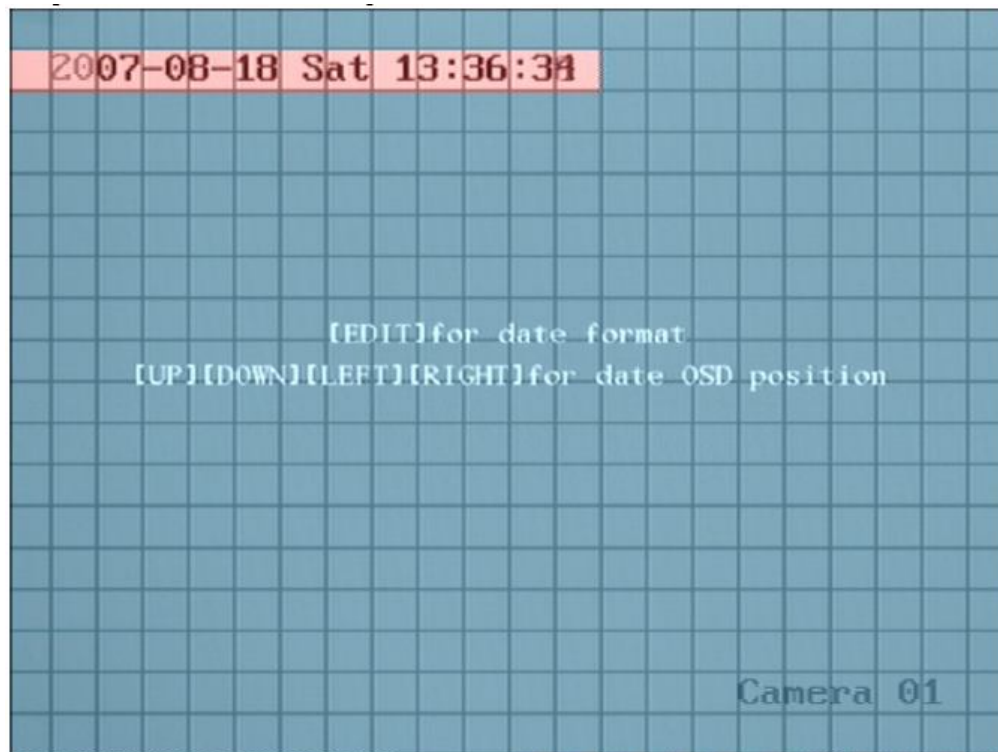 2007-08-18 Sat 13:36:34
[EDIT]for date format
[UP][DOWN][LEFT][RIGHT]for date OSD position
Camera 01